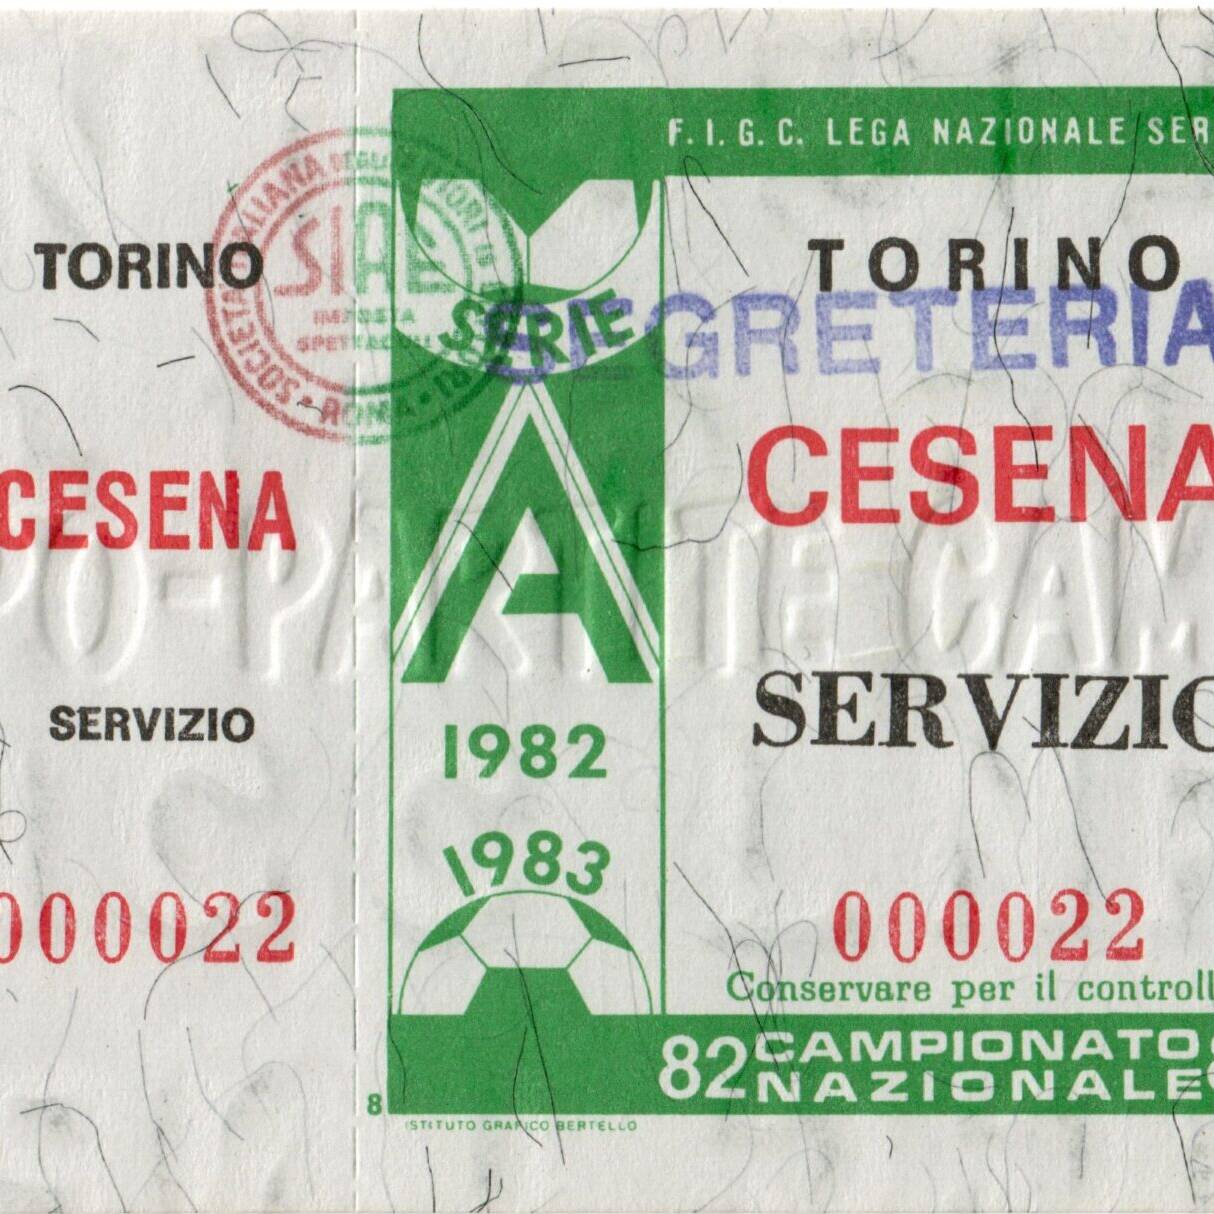 TORINO
CESENA
SERVIZIO
000022
SIAE
IMPOSTA
SPETTACOLI
ROMA
F. I. G. C. LEGA NAZIONALE SER
SERIE
A
1982
1983
TORINO
SEGRETERIA
CESENA
SERVIZIO
000022
Conservare per il controll
82 CAMPIONATO
NAZIONALE
8
ISTITUTO GRAFICO BERTELLO